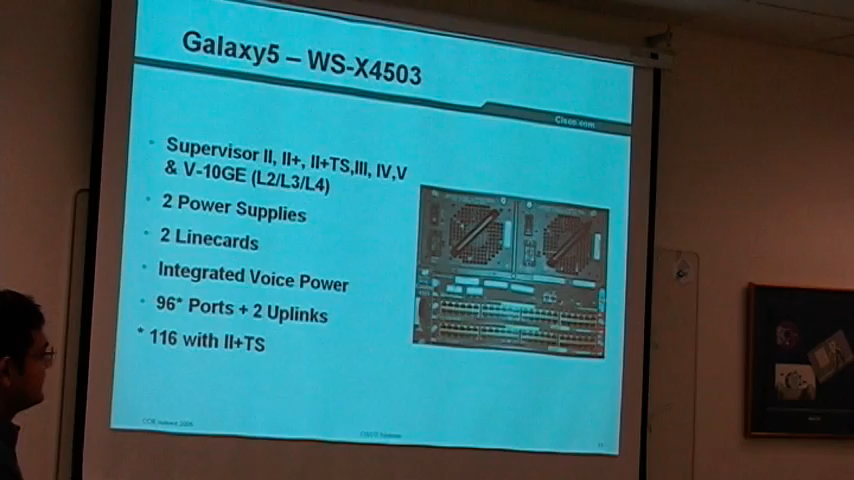 Galaxy5 – WS-X4503
Cisco.com
• Supervisor II, II+, II+TS,III, IV,V
& V-10GE (L2/L3/L4)
• 2 Power Supplies
• 2 Linecards
• Integrated Voice Power
• 96* Ports + 2 Uplinks
* 116 with II+TS